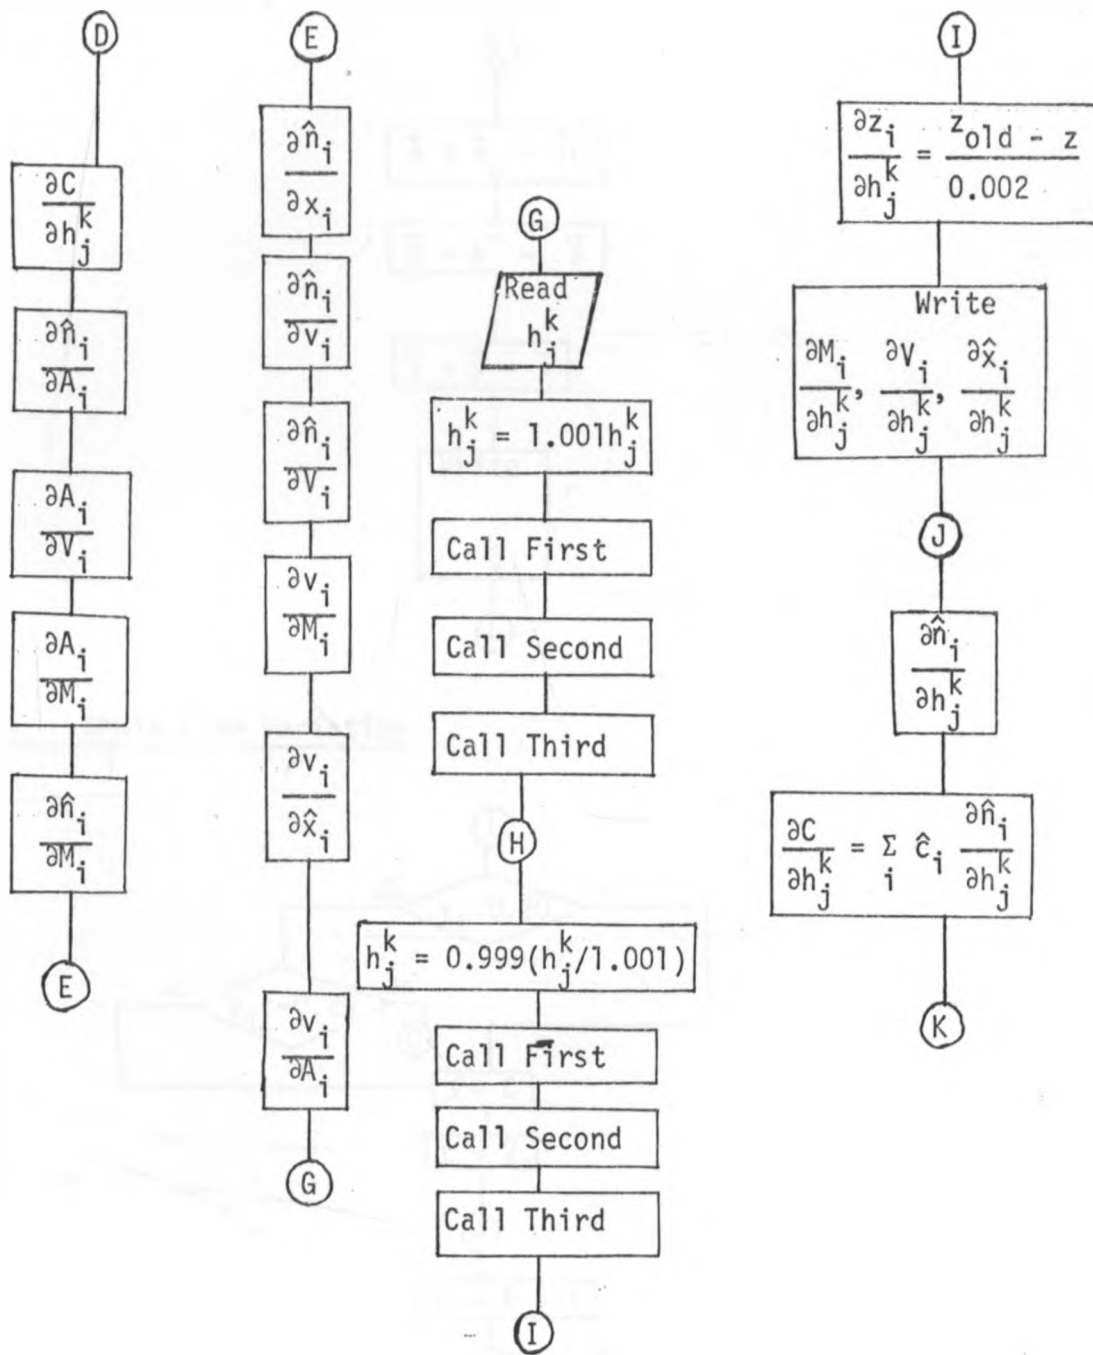 D
∂C
∂h_j^k
∂n̂_i
∂A_i
∂A_i
∂V_i
∂A_i
∂M_i
∂n̂_i
∂M_i
E
E
∂n̂_i
∂x_i
∂n̂_i
∂v_i
∂n̂_i
∂V_i
∂v_i
∂M_i
∂v_i
∂x̂_i
∂v_i
∂A_i
G
G
Read
h_j^k
h_j^k = 1.001h_j^k
Call First
Call Second
Call Third
H
h_j^k = 0.999(h_j^k/1.001)
Call First
Call Second
Call Third
I
I
∂z_i / ∂h_j^k = z_old - z / 0.002
Write
∂M_i / ∂h_j^k, ∂V_i / ∂h_j^k, ∂x̂_i / ∂h_j^k
J
∂n̂_i
∂h_j^k
∂C / ∂h_j^k = Σ_i ĉ_i ∂n̂_i / ∂h_j^k
K